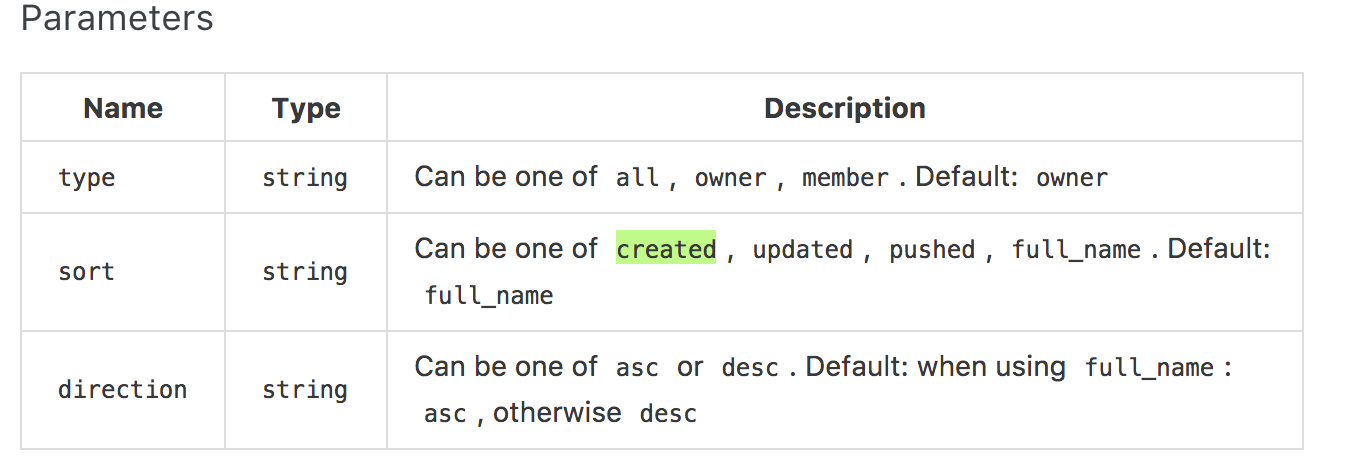 Parameters
Name Type Description
type string Can be one of all , owner , member . Default: owner
sort string Can be one of created , updated , pushed , full_name . Default:
full_name
direction string Can be one of asc or desc . Default: when using full_name :
asc , otherwise desc